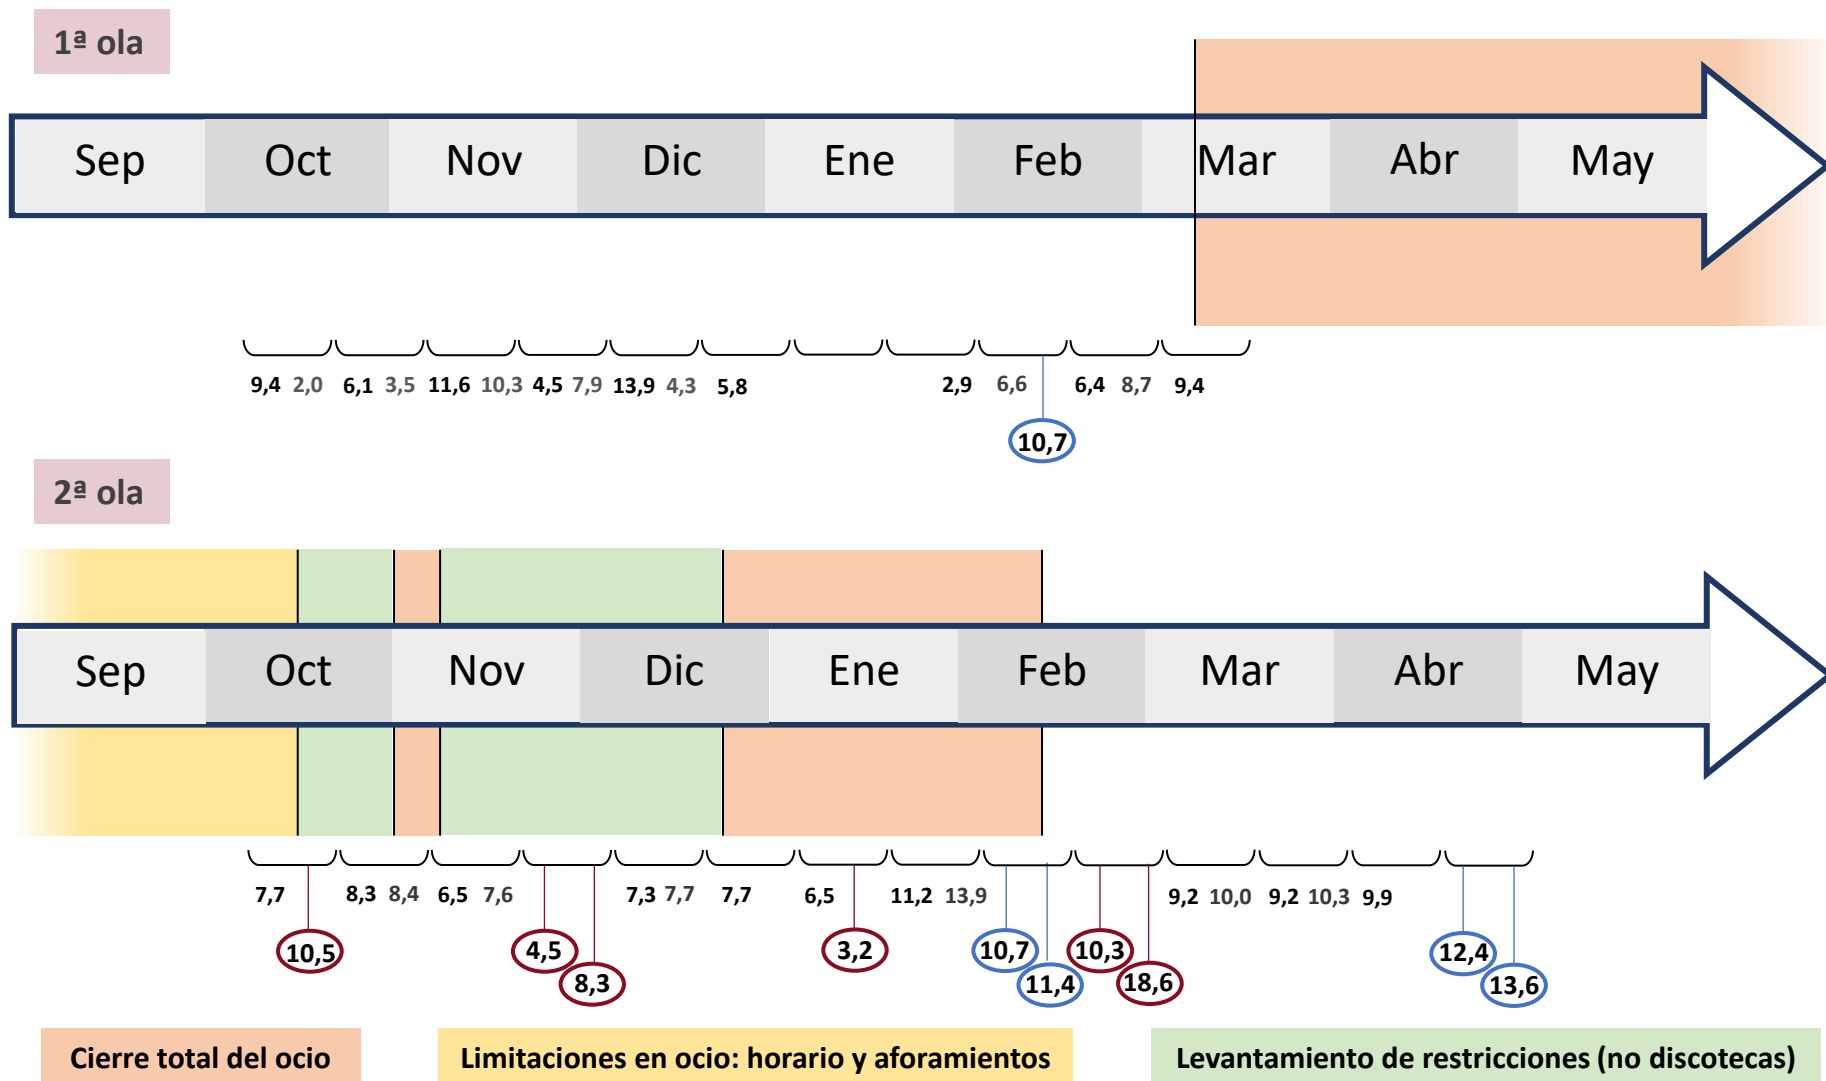 1ª ola
Sep Oct Nov Dic Ene Feb Mar Abr May
9,4 2,0 6,1 3,5 11,6 10,3 4,5 7,9 13,9 4,3 5,8 2,9 6,6 6,4 8,7 9,4
10,7
2ª ola
Sep Oct Nov Dic Ene Feb Mar Abr May
7,7 8,3 8,4 6,5 7,6 7,3 7,7 7,7 6,5 11,2 13,9 9,2 10,0 9,2 10,3 9,9
10,5 4,5 3,2 10,7 10,3 12,4
8,3 11,4 18,6 13,6
Cierre total del ocio
Limitaciones en ocio: horario y aforamientos
Levantamiento de restricciones (no discotecas)